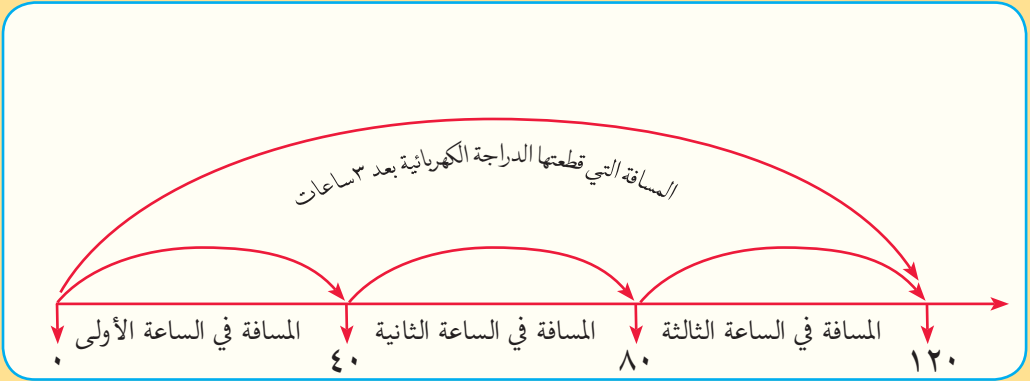 المسافة التي قطعتها الدراجة الكهربائية بعد ٣ ساعات
المسافة في الساعة الأولى
المسافة في الساعة الثانية
المسافة في الساعة الثالثة
٠
٤٠
٨٠
١٢٠